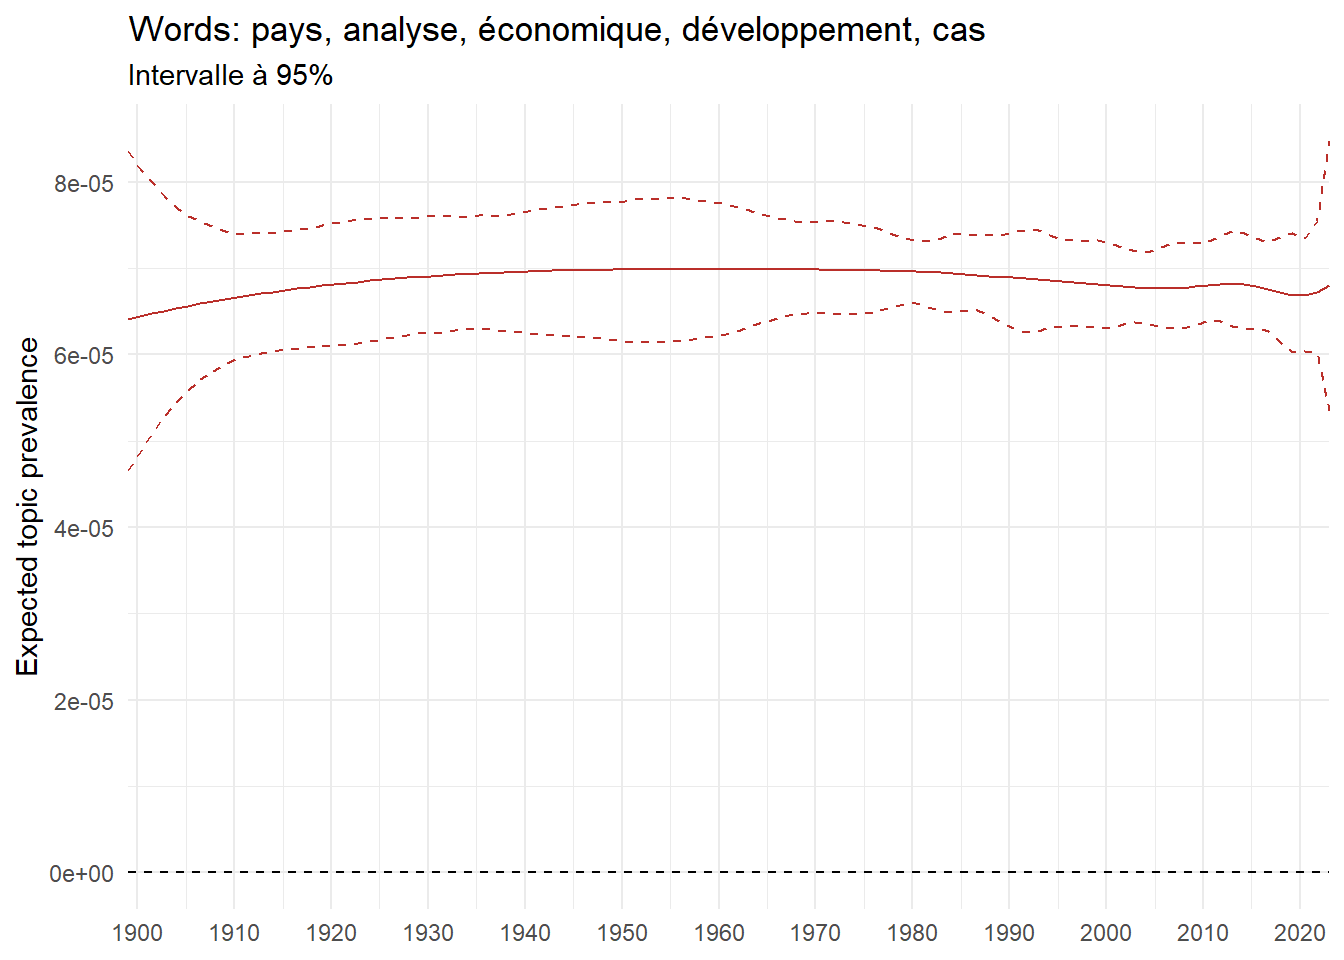 Words: pays, analyse, économique, développement, cas
Intervalle à 95%
Expected topic prevalence
8e-05
6e-05
4e-05
2e-05
0e+00
1900 1910 1920 1930 1940 1950 1960 1970 1980 1990 2000 2010 2020